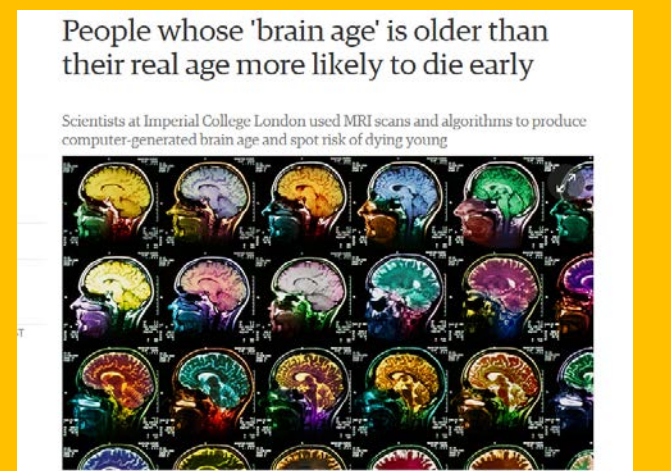 People whose 'brain age' is older than
their real age more likely to die early
Scientists at Imperial College London used MRI scans and algorithms to produce
computer-generated brain age and spot risk of dying young
ST